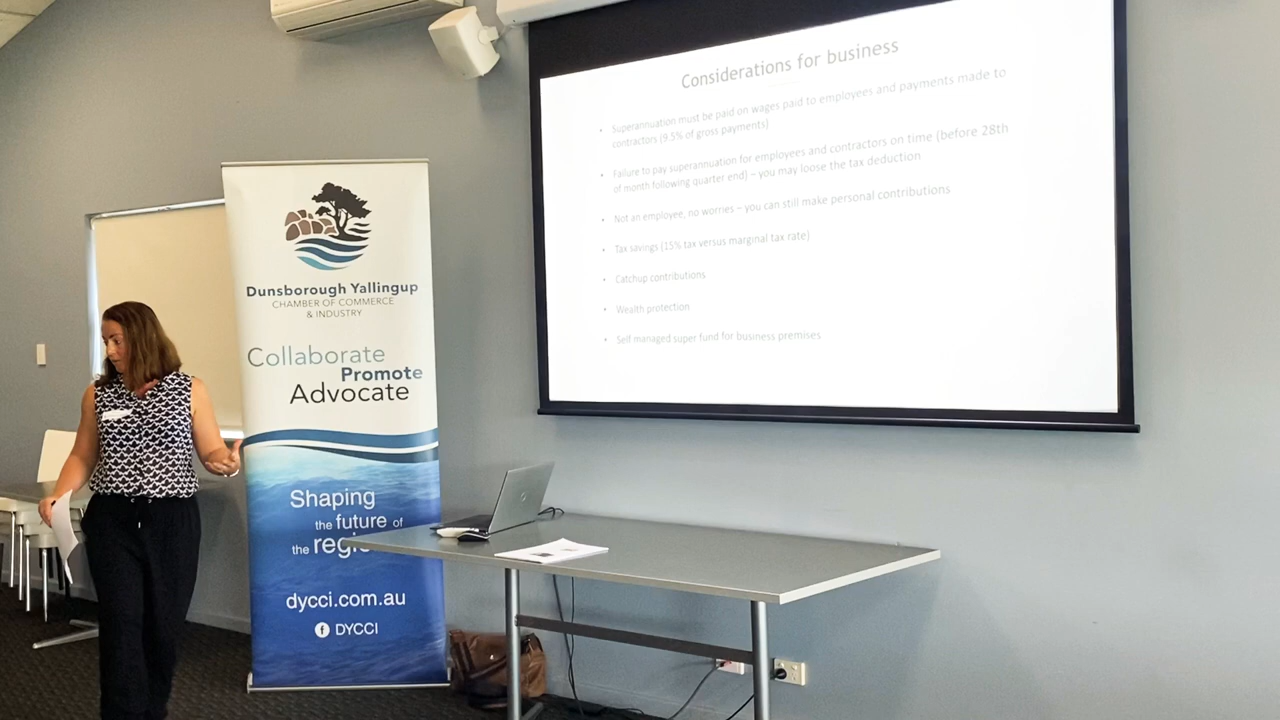 Considerations for business
• Superannuation must be paid on wages paid to employees and payments made to
contractors (9.5% of gross payments)
• Failure to pay superannuation for employees and contractors on time (before 28th
of month following quarter end) – you may loose the tax deduction
• Not an employee, no worries – you can still make personal contributions
• Tax savings (15% tax versus marginal tax rate)
• Catchup contributions
• Wealth protection
• Self managed super fund for business premises
Dunsborough Yallingup
CHAMBER OF COMMERCE
& INDUSTRY
Collaborate
Promote
Advocate
Shaping
the future of
the regi
dycci.com.au
f DYCCI